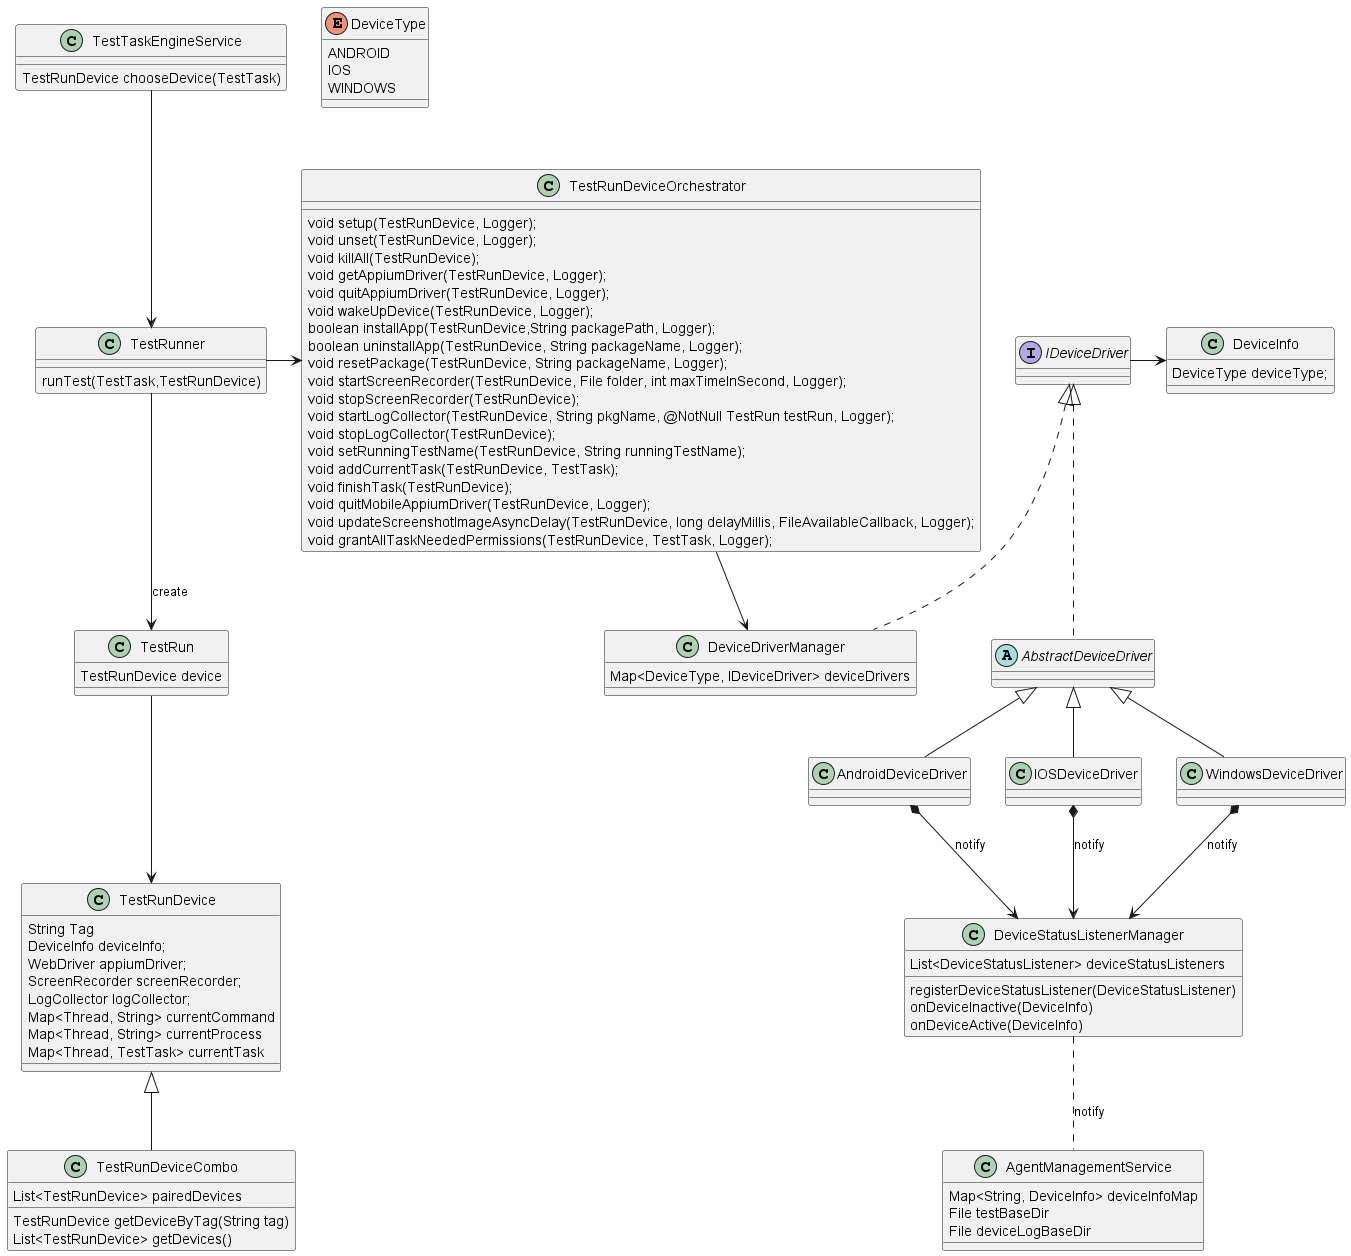 C TestTaskEngineService
TestRunDevice chooseDevice(TestTask)
E DeviceType
ANDROID
IOS
WINDOWS
C TestRunDeviceOrchestrator
void setup(TestRunDevice, Logger);
void unset(TestRunDevice, Logger);
void killAll(TestRunDevice);
void getAppiumDriver(TestRunDevice, Logger);
void quitAppiumDriver(TestRunDevice, Logger);
void wakeUpDevice(TestRunDevice, Logger);
boolean installApp(TestRunDevice,String packagePath, Logger);
boolean uninstallApp(TestRunDevice, String packageName, Logger);
void resetPackage(TestRunDevice, String packageName, Logger);
void startScreenRecorder(TestRunDevice, File folder, int maxTimeInSecond, Logger);
void stopScreenRecorder(TestRunDevice);
void startLogCollector(TestRunDevice, String pkgName, @NotNull TestRun testRun, Logger);
void stopLogCollector(TestRunDevice);
void setRunningTestName(TestRunDevice, String runningTestName);
void addCurrentTask(TestRunDevice, TestTask);
void finishTask(TestRunDevice);
void quitMobileAppiumDriver(TestRunDevice, Logger);
void updateScreenshotImageAsyncDelay(TestRunDevice, long delayMillis, FileAvailableCallback, Logger);
void grantAllTaskNeededPermissions(TestRunDevice, TestTask, Logger);
C TestRunner
runTest(TestTask,TestRunDevice)
I IDeviceDriver
C DeviceInfo
DeviceType deviceType;
create
C TestRun
TestRunDevice device
C DeviceDriverManager
Map<DeviceType, IDeviceDriver> deviceDrivers
A AbstractDeviceDriver
C AndroidDeviceDriver
C IOSDeviceDriver
C WindowsDeviceDriver
notify
notify
notify
C TestRunDevice
String Tag
DeviceInfo deviceInfo;
WebDriver appiumDriver;
ScreenRecorder screenRecorder;
LogCollector logCollector;
Map<Thread, String> currentCommand
Map<Thread, String> currentProcess
Map<Thread, TestTask> currentTask
C DeviceStatusListenerManager
List<DeviceStatusListener> deviceStatusListeners
registerDeviceStatusListener(DeviceStatusListener)
onDeviceInactive(DeviceInfo)
onDeviceActive(DeviceInfo)
notify
C TestRunDeviceCombo
List<TestRunDevice> pairedDevices
TestRunDevice getDeviceByTag(String tag)
List<TestRunDevice> getDevices()
C AgentManagementService
Map<String, DeviceInfo> deviceInfoMap
File testBaseDir
File deviceLogBaseDir